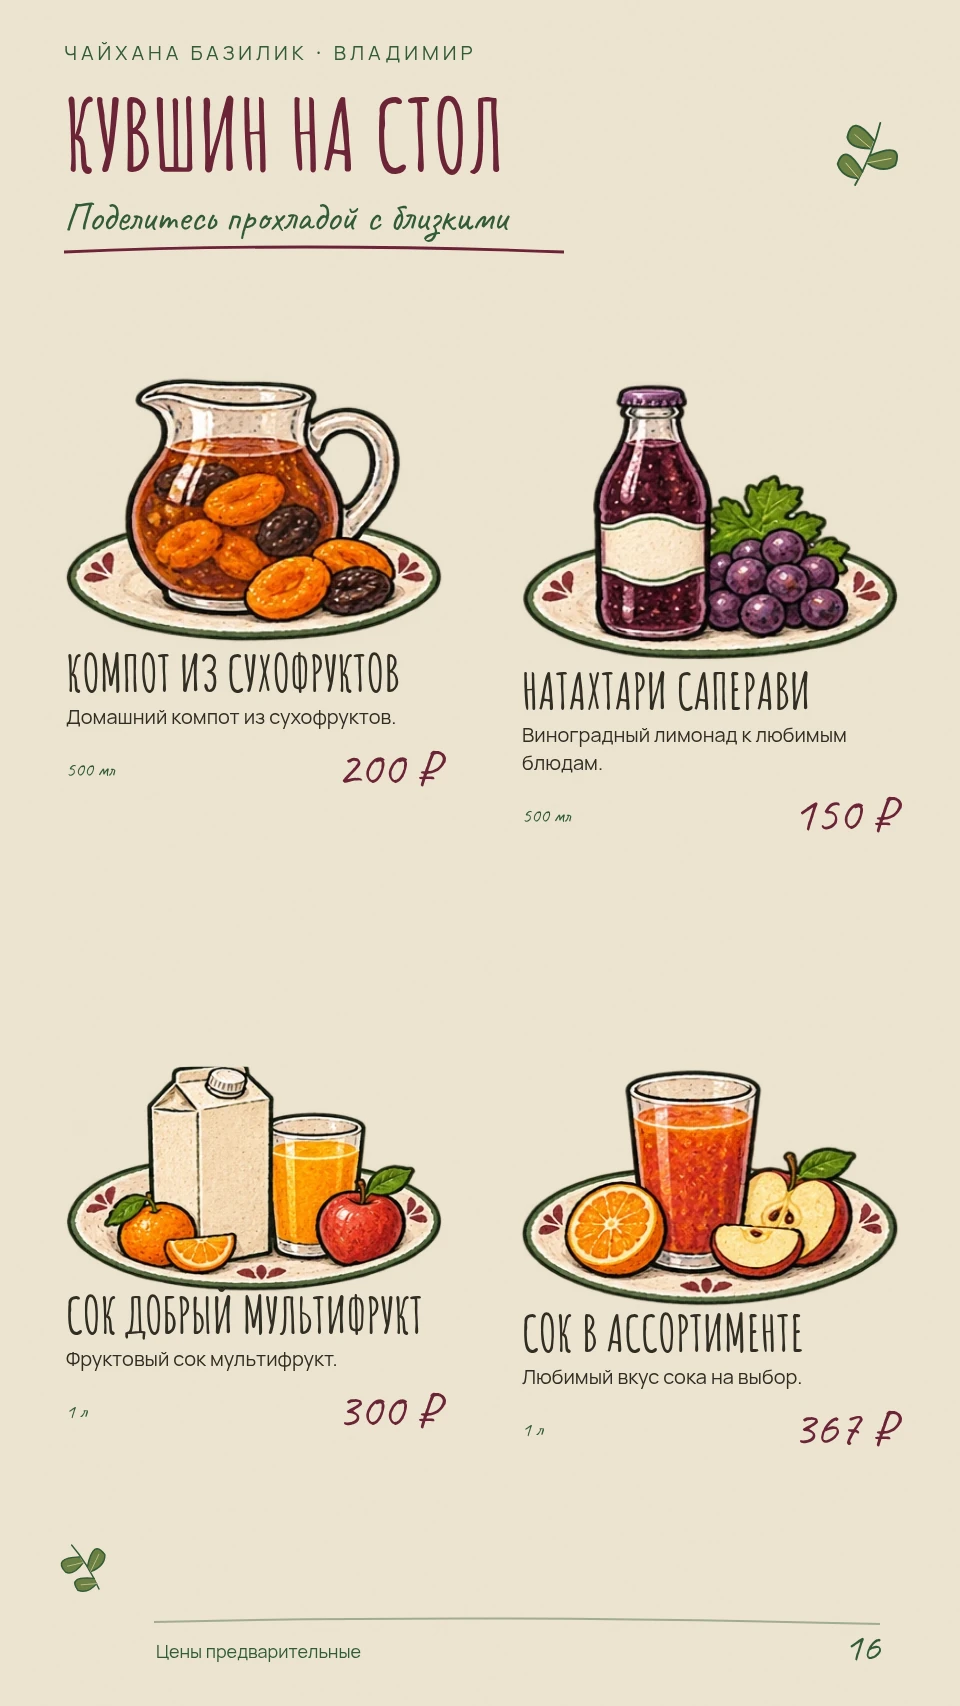 ЧАЙХАНА БАЗИЛИК · ВЛАДИМИР
КУВШИН НА СТОЛ
Поделитесь прохладой с близкими
КОМПОТ ИЗ СУХОФРУКТОВ
Домашний компот из сухофруктов.
500 мл
200 ₽
НАТАХТАРИ САПЕРАВИ
Виноградный лимонад к любимым
блюдам.
500 мл
150 ₽
СОК ДОБРЫЙ МУЛЬТИФРУКТ
Фруктовый сок мультифрукт.
1 л
300 ₽
СОК В АССОРТИМЕНТЕ
Любимый вкус сока на выбор.
1 л
367 ₽
Цены предварительные
16